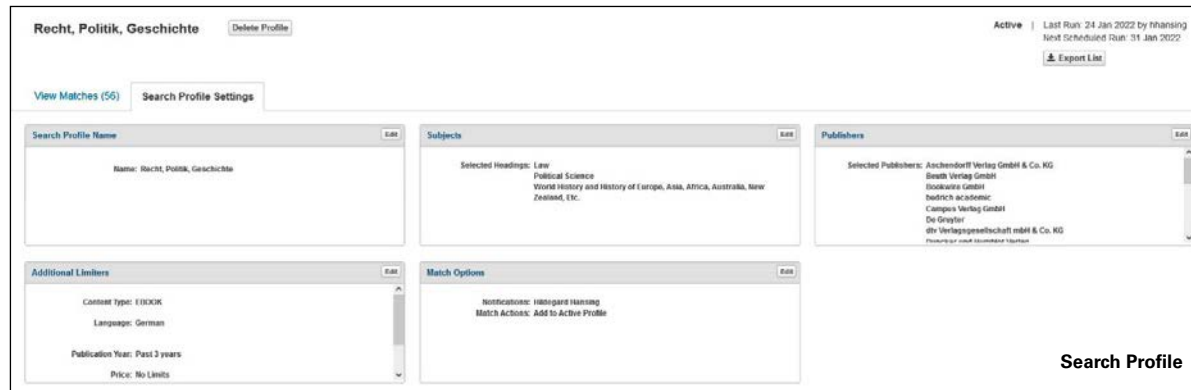 Recht, Politik, Geschichte
Delete Profile
Active | Last Run: 24 Jan 2022 by hhansing
Next Scheduled Run: 31 Jan 2022
Export List
View Matches (56)
Search Profile Settings
Search Profile Name
Edit
Name: Recht, Politik, Geschichte
Subjects
Edit
Selected Headings: Law
Political Science
World History and History of Europe, Asia, Africa, Australia, New
Zealand, Etc.
Publishers
Edit
Selected Publishers: Aschendorff Verlag GmbH & Co. KG
Beuth Verlag GmbH
Bookwire GmbH
budrich academic
Campus Verlag GmbH
De Gruyter
dtv Verlagsgesellschaft mbH & Co. KG
Additional Limiters
Edit
Content Type: EBOOK
Language: German
Publication Year: Past 3 years
Price: No Limits
Match Options
Edit
Notifications: Hildegard Hansing
Match Actions: Add to Active Profile
Search Profile